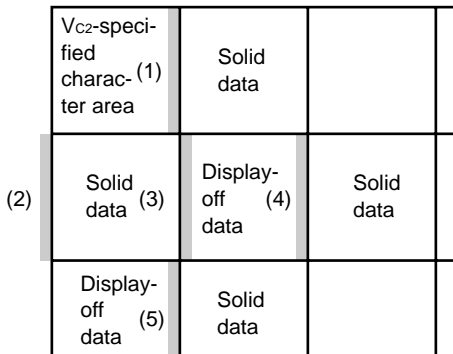 VC2-speci-
fied
charac- (1)
ter area
Solid
data
(2)
Solid
data (3)
Display-
off
data (4)
Solid
data
Display-
off
data (5)
Solid
data